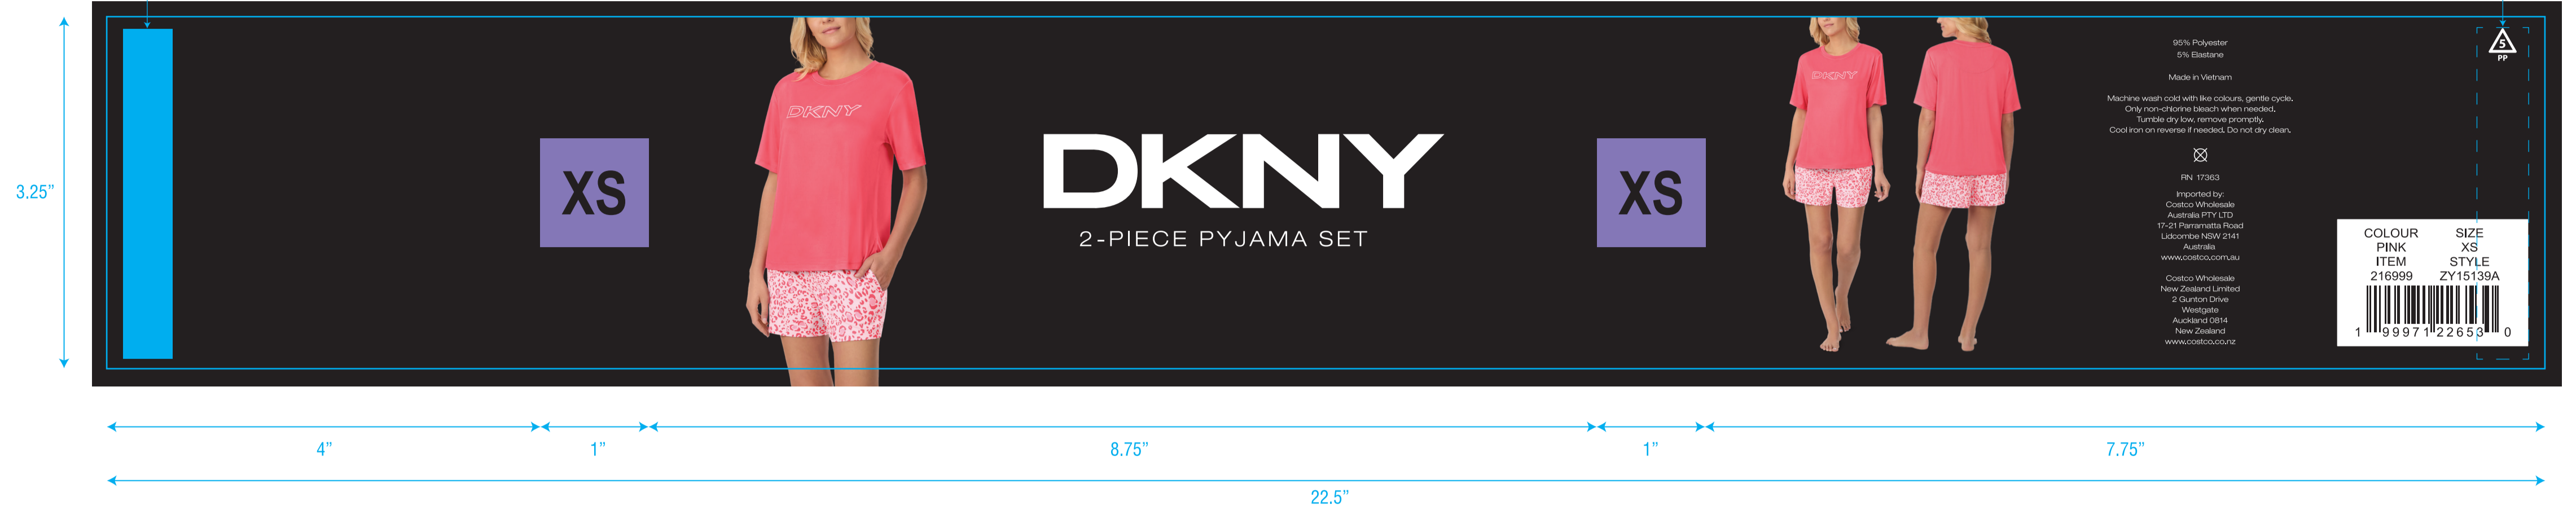 3.25”
XS
DKNY
DKNY
2-PIECE PYJAMA SET
XS
DKNY
95% Polyester
5% Elastane
Made in Vietnam
Machine wash cold with like colours, gentle cycle.
Only non-chlorine bleach when needed.
Tumble dry low, remove promptly.
Cool iron on reverse if needed. Do not dry clean.
RN 17363
Imported by:
Costco Wholesale
Australia PTY LTD
17-21 Parramatta Road
Lidcombe NSW 2141
Australia
www.costco.com.au
Costco Wholesale
New Zealand Limited
2 Gunton Drive
Westgate
Auckland 0814
New Zealand
www.costco.co.nz
5
PP
COLOUR SIZE
PINK XS
ITEM STYLE
216999 ZY15139A
1 99971 22653 0
4” 1” 8.75” 1” 7.75”
22.5”